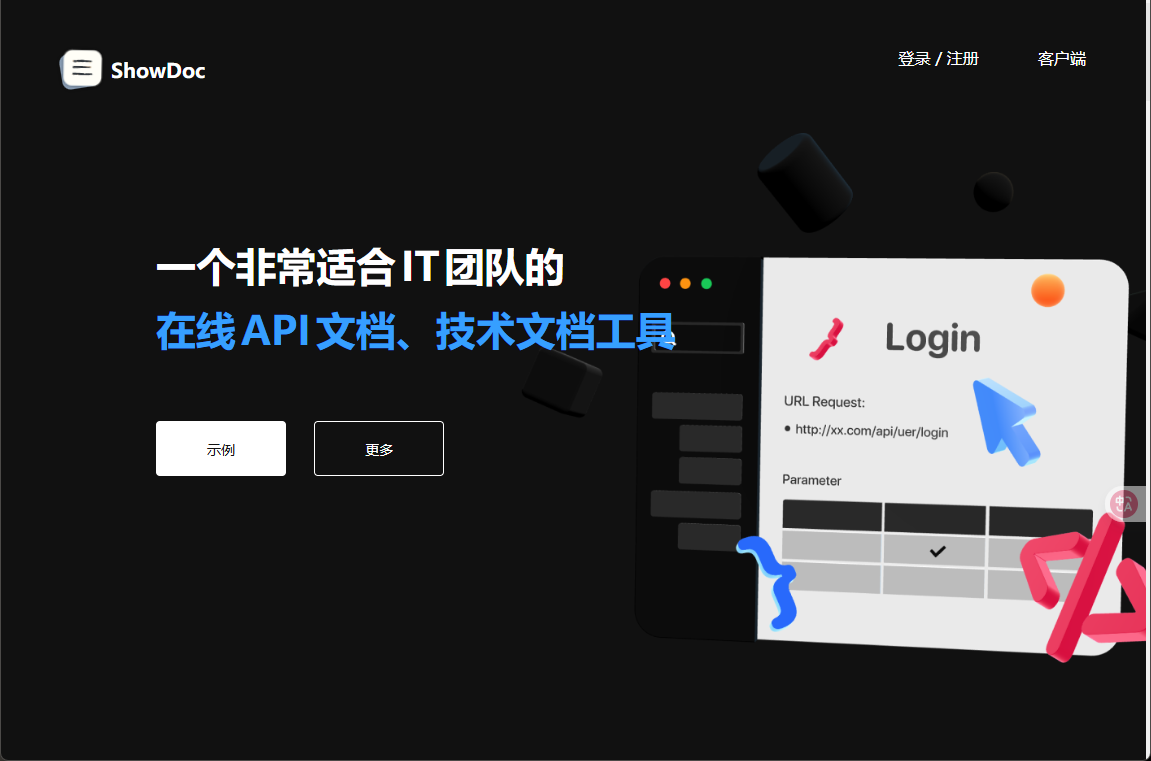 ShowDoc
登录 / 注册
客户端
一个非常适合 IT 团队的
在线 API 文档、技术文档工具
示例
更多
Login
URL Request:
• http://xx.com/api/uer/login
Parameter